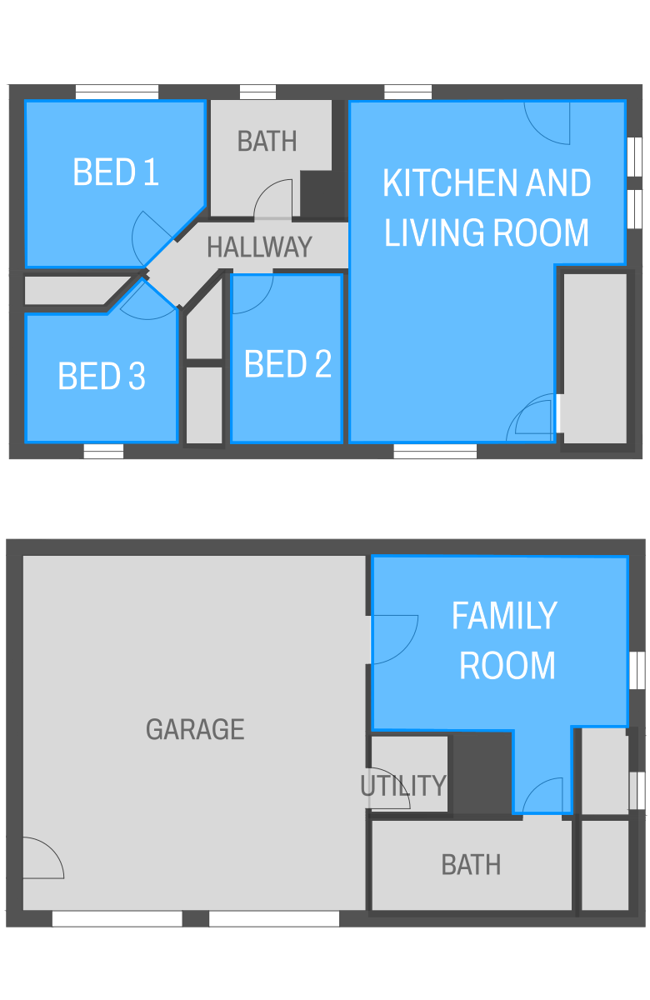 BATH
BED 1
KITCHEN AND
LIVING ROOM
HALLWAY
BED 3
BED 2
FAMILY
ROOM
GARAGE
UTILITY
BATH